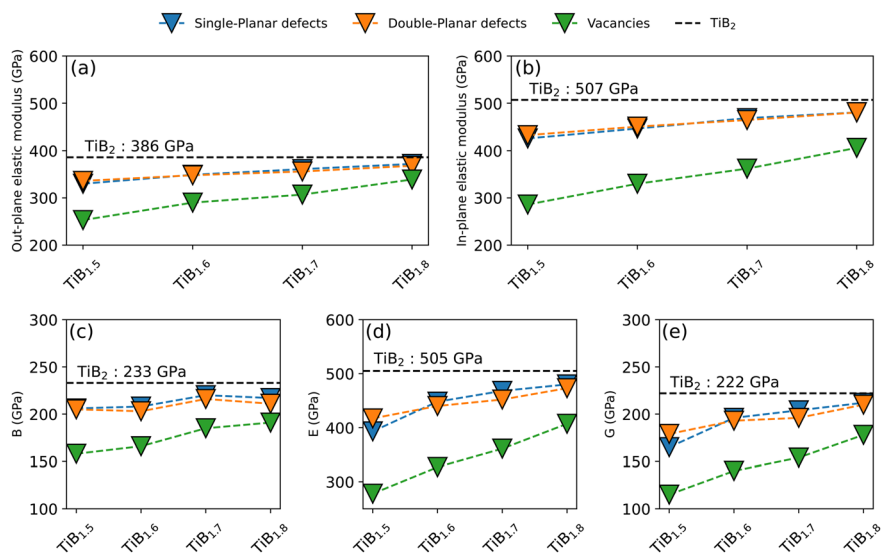 Single-Planar defects Double-Planar defects Vacancies TiB₂
(a)
Out-plane elastic modulus (GPa)
600
500
400
300
200
TiB₂ : 386 GPa
TiB₁.₅ TiB₁.₆ TiB₁.₇ TiB₁.₈
(b)
In-plane elastic modulus (GPa)
600
500
400
300
200
TiB₂ : 507 GPa
TiB₁.₅ TiB₁.₆ TiB₁.₇ TiB₁.₈
(c)
B (GPa)
300
250
200
150
100
TiB₂ : 233 GPa
TiB₁.₅ TiB₁.₆ TiB₁.₇ TiB₁.₈
(d)
E (GPa)
600
500
400
300
TiB₂ : 505 GPa
TiB₁.₅ TiB₁.₆ TiB₁.₇ TiB₁.₈
(e)
G (GPa)
300
250
200
150
100
TiB₂ : 222 GPa
TiB₁.₅ TiB₁.₆ TiB₁.₇ TiB₁.₈